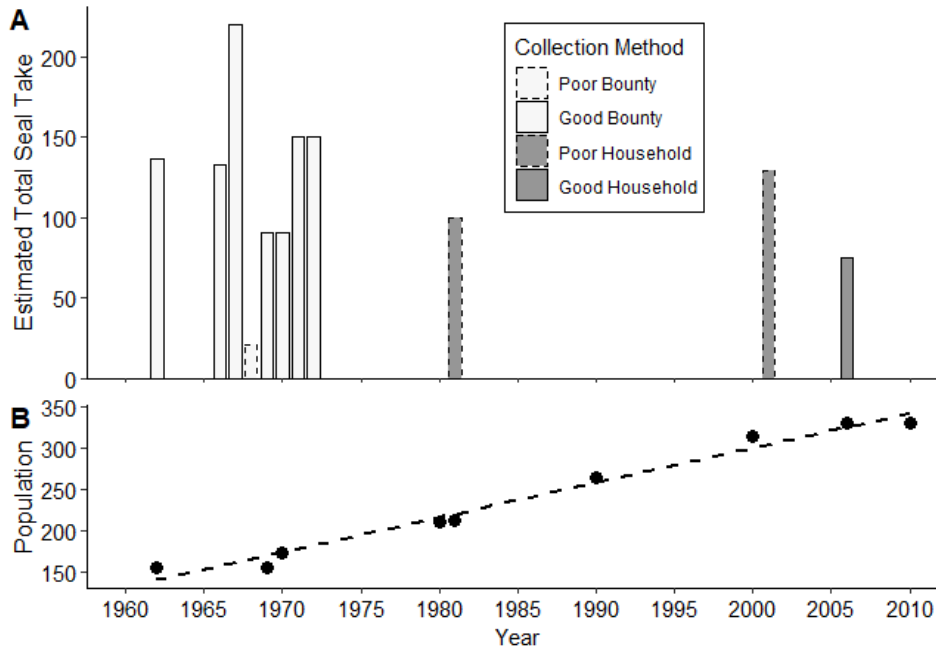 A
Estimated Total Seal Take
200
150
100
50
0
Collection Method
Poor Bounty
Good Bounty
Poor Household
Good Household
B
Population
350
300
250
200
150
1960 1965 1970 1975 1980 1985 1990 1995 2000 2005 2010
Year